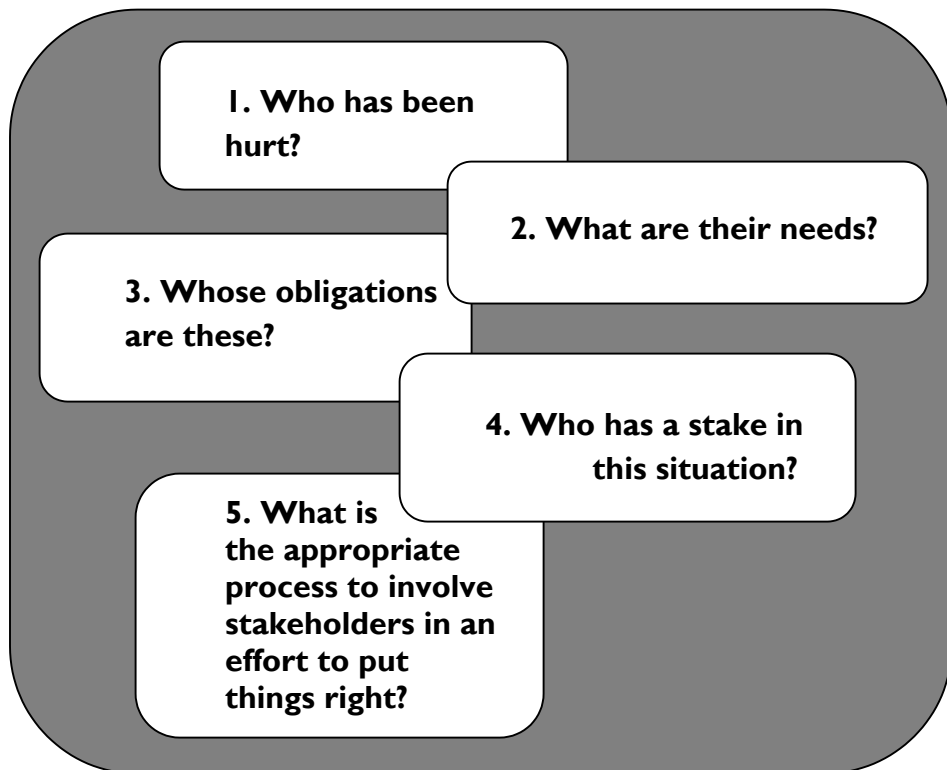 1. Who has been
hurt?
2. What are their needs?
3. Whose obligations
are these?
4. Who has a stake in
this situation?
5. What is
the appropriate
process to involve
stakeholders in an
effort to put
things right?